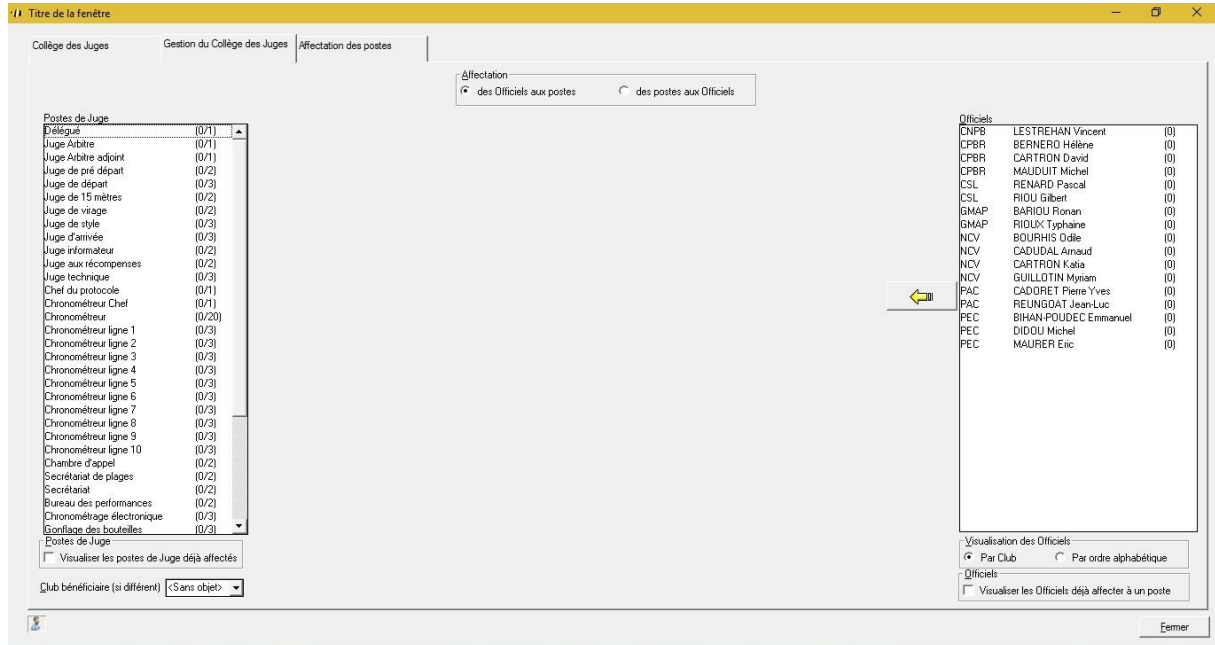 Titre de la fenêtre
Collège des Juges
Gestion du Collège des Juges
Affectation des postes
Affectation
des Officiels aux postes
des postes aux Officiels
Postes de Juge
Délégué (0/1)
Juge Arbitre (0/1)
Juge Arbitre adjoint (0/1)
Juge de pré départ (0/2)
Juge de départ (0/3)
Juge de 15 mètres (0/2)
Juge de virage (0/2)
Juge de style (0/3)
Juge d'arrivée (0/3)
Juge informateur (0/2)
Juge aux récompenses (0/2)
Juge technique (0/3)
Chef du protocole (0/1)
Chronométreur Chef (0/1)
Chronométreur (0/20)
Chronométreur ligne 1 (0/3)
Chronométreur ligne 2 (0/3)
Chronométreur ligne 3 (0/3)
Chronométreur ligne 4 (0/3)
Chronométreur ligne 5 (0/3)
Chronométreur ligne 6 (0/3)
Chronométreur ligne 7 (0/3)
Chronométreur ligne 8 (0/3)
Chronométreur ligne 9 (0/3)
Chronométreur ligne 10 (0/3)
Chambre d'appel (0/2)
Secrétariat de plages (0/2)
Secrétariat (0/2)
Bureau des performances (0/2)
Chronométrage électronique (0/3)
Gonflage des bouteilles (0/3)
Postes de Juge
Visualiser les postes de Juge déjà affectés
Club bénéficiaire (si différent) <Sans objet>
Officiels
CNPB LESTREHAN Vincent (0)
CPBR BERNERO Hélène (0)
CPBR CARTRON David (0)
CPBR MAUDUIT Michel (0)
CSL RENARD Pascal (0)
CSL RIOU Gilbert (0)
GMAP BARIOU Ronan (0)
GMAP RIOUX Typhaine (0)
NCV BOURHIS Odile (0)
NCV CADUDAL Arnaud (0)
NCV CARTRON Katia (0)
NCV GUILLOTIN Myriam (0)
PAC CADORET Pierre Yves (0)
PAC REUNGOAT Jean-Luc (0)
PEC BIHAN-POUDEC Emmanuel (0)
PEC DIDOU Michel (0)
PEC MAURER Eric (0)
Visualisation des Officiels
Par Club
Par ordre alphabétique
Officiels
Visualiser les Officiels déjà affecter à un poste
Fermer